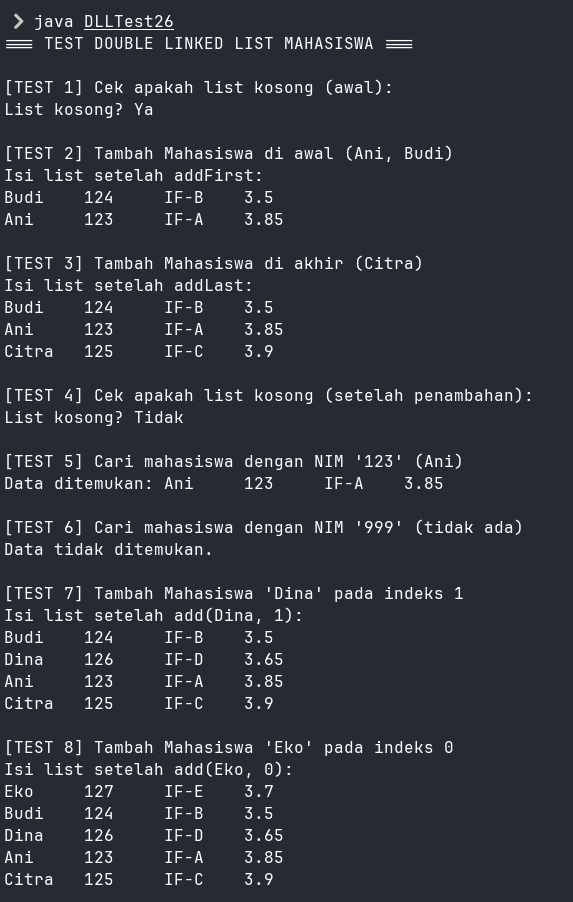 ❯ java DLLTest26
=== TEST DOUBLE LINKED LIST MAHASISWA ===

[TEST 1] Cek apakah list kosong (awal):
List kosong? Ya

[TEST 2] Tambah Mahasiswa di awal (Ani, Budi)
Isi list setelah addFirst:
Budi    124     IF-B    3.5
Ani     123     IF-A    3.85

[TEST 3] Tambah Mahasiswa di akhir (Citra)
Isi list setelah addLast:
Budi    124     IF-B    3.5
Ani     123     IF-A    3.85
Citra   125     IF-C    3.9

[TEST 4] Cek apakah list kosong (setelah penambahan):
List kosong? Tidak

[TEST 5] Cari mahasiswa dengan NIM '123' (Ani)
Data ditemukan: Ani     123     IF-A    3.85

[TEST 6] Cari mahasiswa dengan NIM '999' (tidak ada)
Data tidak ditemukan.

[TEST 7] Tambah Mahasiswa 'Dina' pada indeks 1
Isi list setelah add(Dina, 1):
Budi    124     IF-B    3.5
Dina    126     IF-D    3.65
Ani     123     IF-A    3.85
Citra   125     IF-C    3.9

[TEST 8] Tambah Mahasiswa 'Eko' pada indeks 0
Isi list setelah add(Eko, 0):
Eko     127     IF-E    3.7
Budi    124     IF-B    3.5
Dina    126     IF-D    3.65
Ani     123     IF-A    3.85
Citra   125     IF-C    3.9